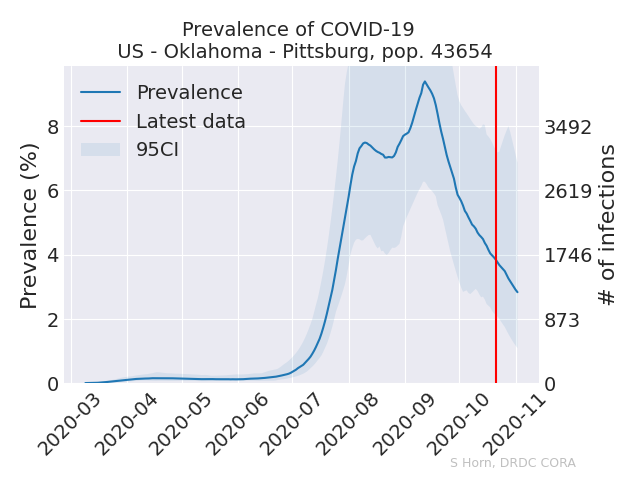 Prevalence of COVID-19
US - Oklahoma - Pittsburg, pop. 43654
Prevalence
Latest data
95CI
Prevalence (%)
8
6
4
2
0
3492
2619
1746
873
0
# of infections
2020-03
2020-04
2020-05
2020-06
2020-07
2020-08
2020-09
2020-10
2020-11
S Horn, DRDC CORA